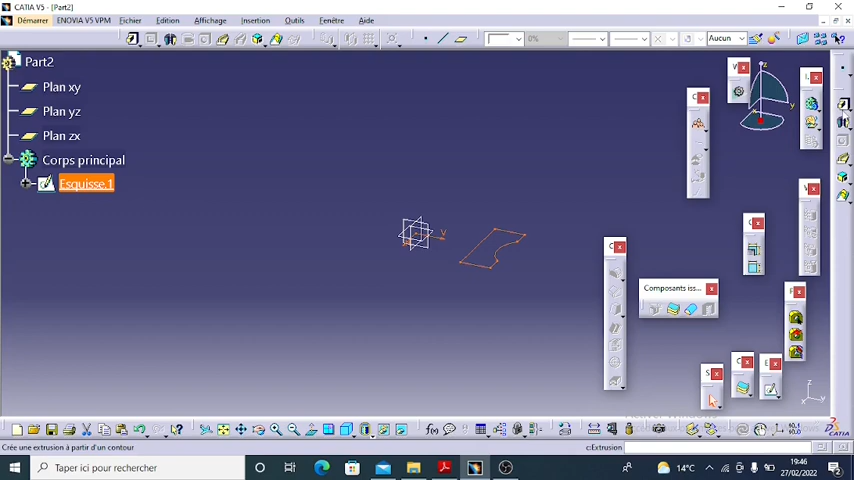 CATIA V5 - [Part2]
Démarrer ENOVIA V5 VPM Fichier Edition Affichage Insertion Outils Fenêtre Aide
0% Aucun
Part2
Plan xy
Plan yz
Plan zx
Corps principal
Esquisse.1
V
z
y
x
Composants iss...
Crée une extrusion à partir d'un contour
c:Extrusion
CATIA
Taper ici pour rechercher
14°C
19:46
27/02/2022